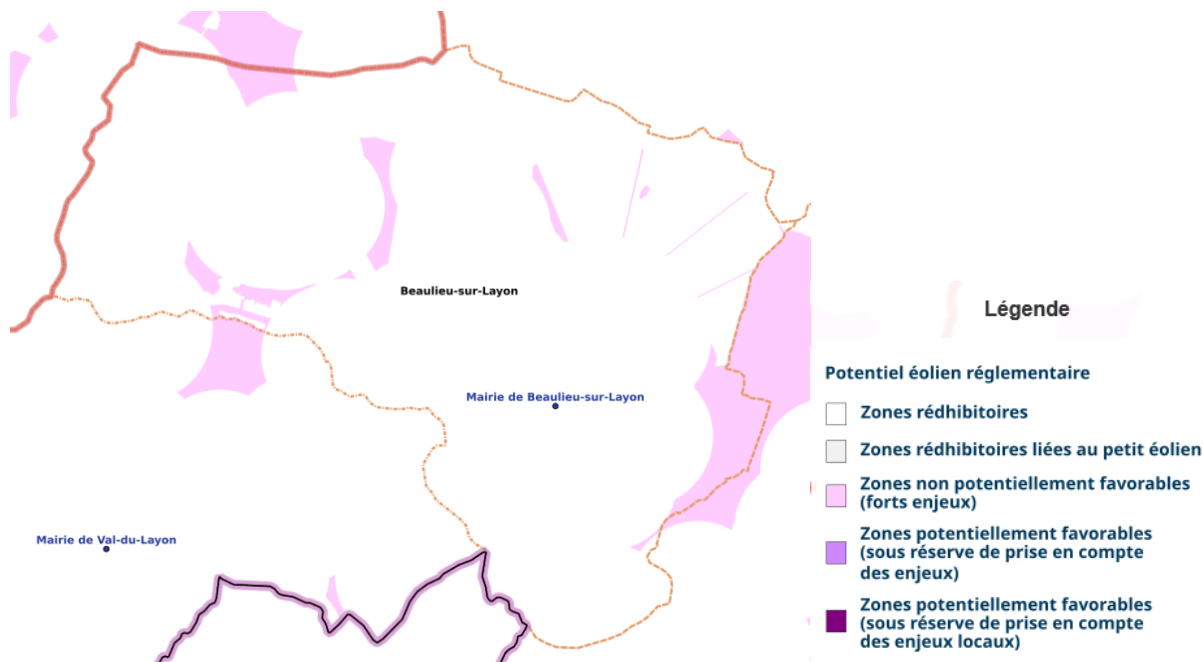 Beaulieu-sur-Layon
Mairie de Beaulieu-sur-Layon
Mairie de Val-du-Layon
Légende
Potentiel éolien réglementaire
Zones rédhibitoires
Zones rédhibitoires liées au petit éolien
Zones non potentiellement favorables
(forts enjeux)
Zones potentiellement favorables
(sous réserve de prise en compte
des enjeux)
Zones potentiellement favorables
(sous réserve de prise en compte
des enjeux locaux)